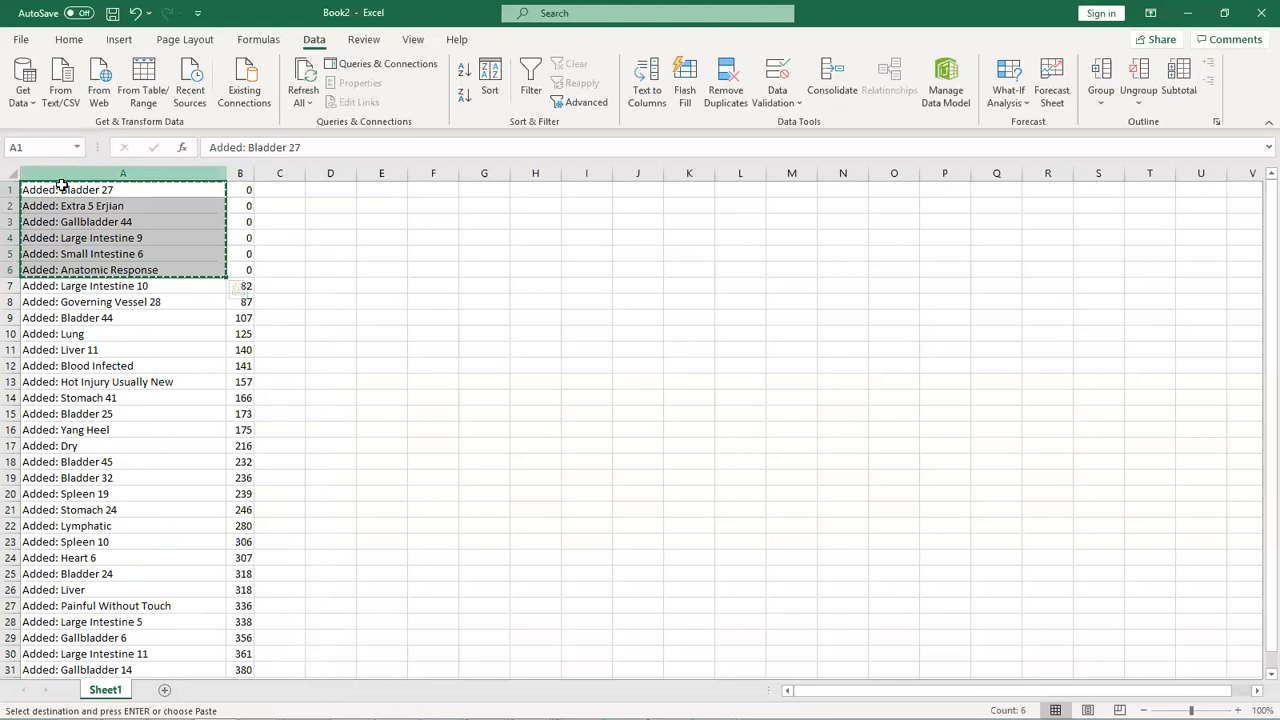 AutoSave Off Book2 - Excel Search Sign in
File Home Insert Page Layout Formulas Data Review View Help Share Comments
Get Data
From Text/CSV
From Web
From Table/Range
Recent Sources
Existing Connections
Get & Transform Data
Refresh All
Queries & Connections
Properties
Edit Links
Queries & Connections
Sort
Filter
Clear
Reapply
Advanced
Sort & Filter
Text to Columns
Flash Fill
Remove Duplicates
Data Validation
Consolidate
Relationships
Manage Data Model
Data Tools
What-If Analysis
Forecast Sheet
Forecast
Group
Ungroup
Subtotal
Outline
A1 fx Added: Bladder 27
A B C D E F G H I J K L M N O P Q R S T U V
1 Added: Bladder 27 0
2 Added: Extra 5 Erjian 0
3 Added: Gallbladder 44 0
4 Added: Large Intestine 9 0
5 Added: Small Intestine 6 0
6 Added: Anatomic Response 0
7 Added: Large Intestine 10 82
8 Added: Governing Vessel 28 87
9 Added: Bladder 44 107
10 Added: Lung 125
11 Added: Liver 11 140
12 Added: Blood Infected 141
13 Added: Hot Injury Usually New 157
14 Added: Stomach 41 166
15 Added: Bladder 25 173
16 Added: Yang Heel 175
17 Added: Dry 216
18 Added: Bladder 45 232
19 Added: Bladder 32 236
20 Added: Spleen 19 239
21 Added: Stomach 24 246
22 Added: Lymphatic 280
23 Added: Spleen 10 306
24 Added: Heart 6 307
25 Added: Bladder 24 318
26 Added: Liver 318
27 Added: Painful Without Touch 336
28 Added: Large Intestine 5 338
29 Added: Gallbladder 6 356
30 Added: Large Intestine 11 361
31 Added: Gallbladder 14 380
Sheet1
Select destination and press ENTER or choose Paste Count: 6 100%